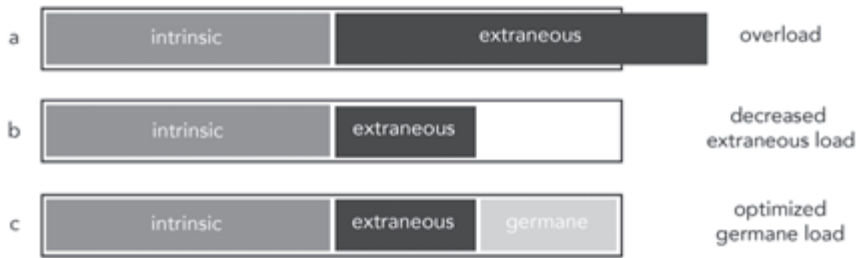 a intrinsic extraneous overload
b intrinsic extraneous decreased
extraneous load
c intrinsic extraneous germane optimized
germane load